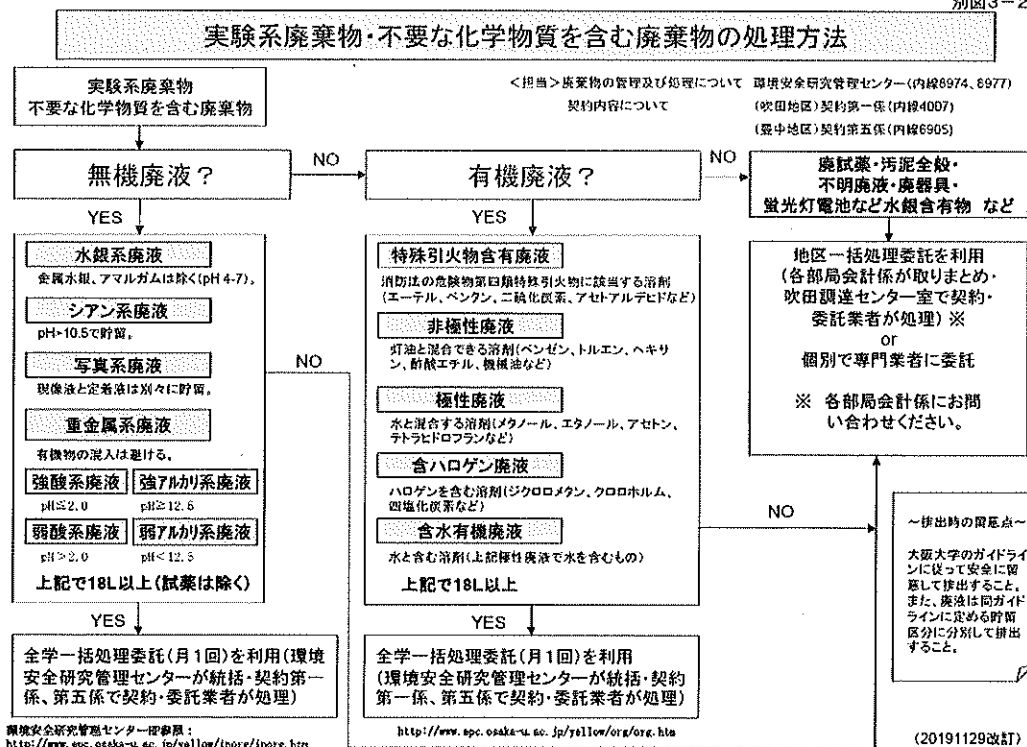 別図3-2
実験系廃棄物・不要な化学物質を含む廃棄物の処理方法
実験系廃棄物
不要な化学物質を含む廃棄物
<担当>廃棄物の管理及び処理について 環境安全研究管理センター(内線8974、8977)
契約内容について (吹田地区)契約第一係(内線4007)
(豊中地区)契約第五係(内線6905)
無機廃液?
NO
有機廃液?
NO
廃試薬・汚泥全般・
不明廃液・廃器具・
蛍光灯電池など水銀含有物 など
YES
YES
水銀系廃液
金属水銀、アマルガムは除く(pH 4-7)。
シアン系廃液
pH>10.5で貯留。
写真系廃液
現像液と定着液は別々に貯留。
重金属系廃液
有機物の混入は避ける。
強酸系廃液 強アルカリ系廃液
pH≦2.0 pH≧12.5
弱酸系廃液 弱アルカリ系廃液
pH>2.0 pH<12.5
上記で18L以上(試薬は除く)
NO
特殊引火物含有廃液
消防法の危険物第四類特殊引火物に該当する溶剤
(エーテル、ペンタン、二硫化炭素、アセトアルデヒドなど)
非極性廃液
灯油と混合できる溶剤(ベンゼン、トルエン、ヘキサ
ン、酢酸エチル、機械油など)
極性廃液
水と混合する溶剤(メタノール、エタノール、アセトン、
テトラヒドロフランなど)
含ハロゲン廃液
ハロゲンを含む溶剤(ジクロロメタン、クロロホルム、
四塩化炭素など)
含水有機廃液
水と含む溶剤(上記極性廃液で水を含むもの)
上記で18L以上
NO
地区一括処理委託を利用
(各部局会計係が取りまとめ・
吹田調達センター室で契約・
委託業者が処理)※
or
個別で専門業者に委託
※ 各部局会計係にお問
い合わせください。
~排出時の留意点~
大阪大学のガイドライ
ンに従って安全に留
意して排出すること。
また、廃液は同ガイド
ラインに定める貯留
区分に分別して排出
すること。
YES
YES
全学一括処理委託(月1回)を利用(環境
安全研究管理センターが統括・契約第一
係、第五係で契約・委託業者が処理)
全学一括処理委託(月1回)を利用
(環境安全研究管理センターが統括・契約
第一係、第五係で契約・委託業者が処理)
環境安全研究管理センターHP参照:
http://www.epc.osaka-u.ac.jp/yellow/inorg/inorg.htm
http://www.epc.osaka-u.ac.jp/yellow/org/org.htm
(20191129改訂)